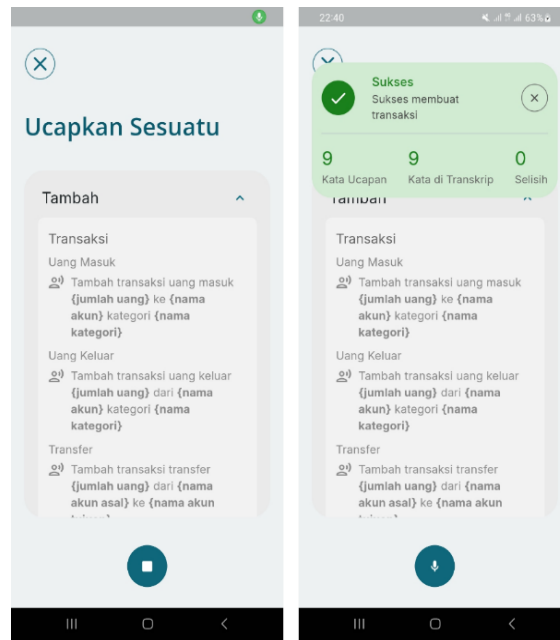 Ucapkan Sesuatu
Tambah
Transaksi
Uang Masuk
Tambah transaksi uang masuk
{jumlah uang} ke {nama
akun} kategori {nama
kategori}
Uang Keluar
Tambah transaksi uang keluar
{jumlah uang} dari {nama
akun} kategori {nama
kategori}
Transfer
Tambah transaksi transfer
{jumlah uang} dari {nama
akun asal} ke {nama akun
22:40
63%
Sukses
Sukses membuat
transaksi
9 9 0
Kata Ucapan Kata di Transkrip Selisih
Tambah
Transaksi
Uang Masuk
Tambah transaksi uang masuk
{jumlah uang} ke {nama
akun} kategori {nama
kategori}
Uang Keluar
Tambah transaksi uang keluar
{jumlah uang} dari {nama
akun} kategori {nama
kategori}
Transfer
Tambah transaksi transfer
{jumlah uang} dari {nama
akun asal} ke {nama akun